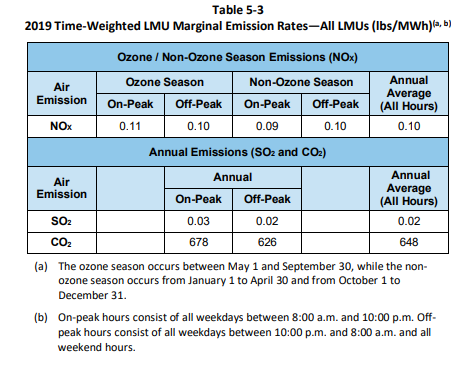 Table 5-3
2019 Time-Weighted LMU Marginal Emission Rates—All LMUs (lbs/MWh)(a, b)
Ozone / Non-Ozone Season Emissions (NOx)
Air Emission Ozone Season Non-Ozone Season Annual Average (All Hours)
On-Peak Off-Peak On-Peak Off-Peak
NOx 0.11 0.10 0.09 0.10 0.10
Annual Emissions (SO2 and CO2)
Air Emission Annual Annual Average (All Hours)
On-Peak Off-Peak
SO2 0.03 0.02 0.02
CO2 678 626 648
(a) The ozone season occurs between May 1 and September 30, while the non-
ozone season occurs from January 1 to April 30 and from October 1 to
December 31.
(b) On-peak hours consist of all weekdays between 8:00 a.m. and 10:00 p.m. Off-
peak hours consist of all weekdays between 10:00 p.m. and 8:00 a.m. and all
weekend hours.